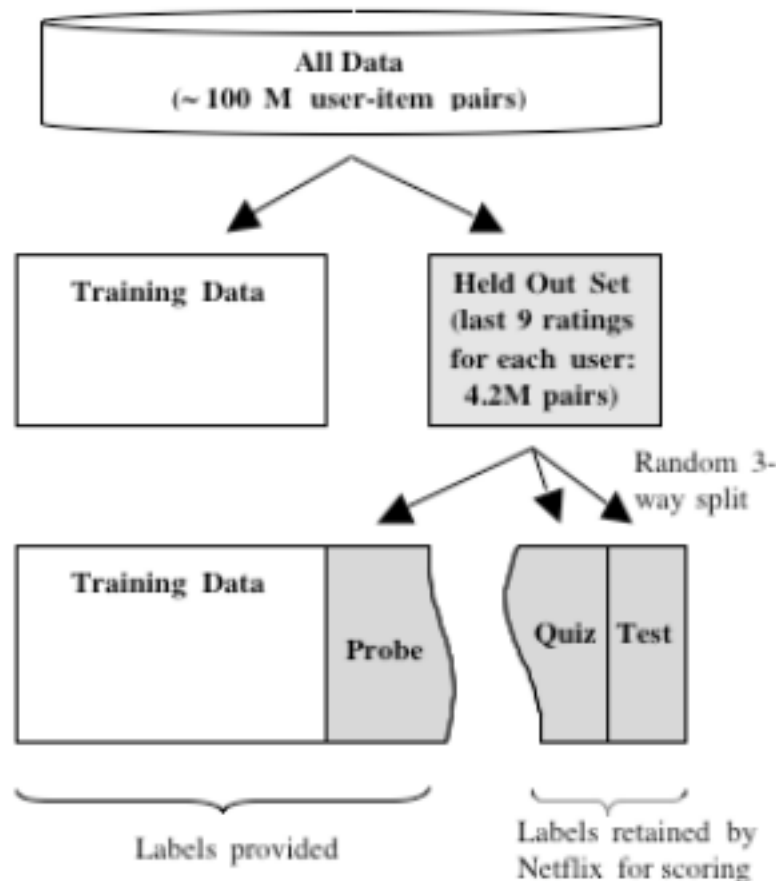 All Data
(~ 100 M user-item pairs)
Training Data
Held Out Set
(last 9 ratings
for each user:
4.2M pairs)
Random 3-
way split
Training Data
Probe
Quiz
Test
Labels provided
Labels retained by
Netflix for scoring